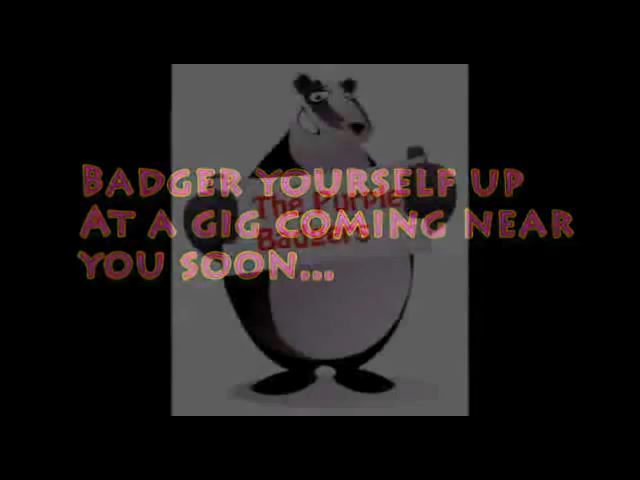 Badger yourself up
At a gig coming near
you soon...
The Purple
Badgers